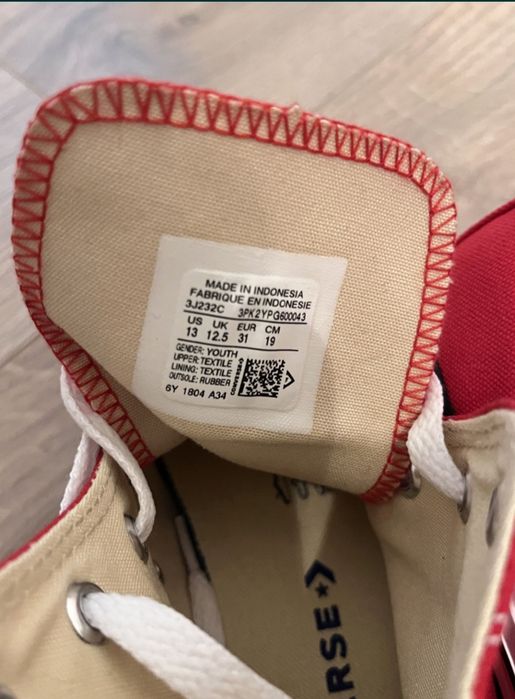 MADE IN INDONESIA
FABRIQUE EN INDONESIE
3J232C 3PK2YPG600043
US UK EUR CM
13 12.5 31 19
GENDER: YOUTH
UPPER: TEXTILE
LINING: TEXTILE
OUTSOLE: RUBBER
CONVERSE
6Y 1804 A34
ERSE